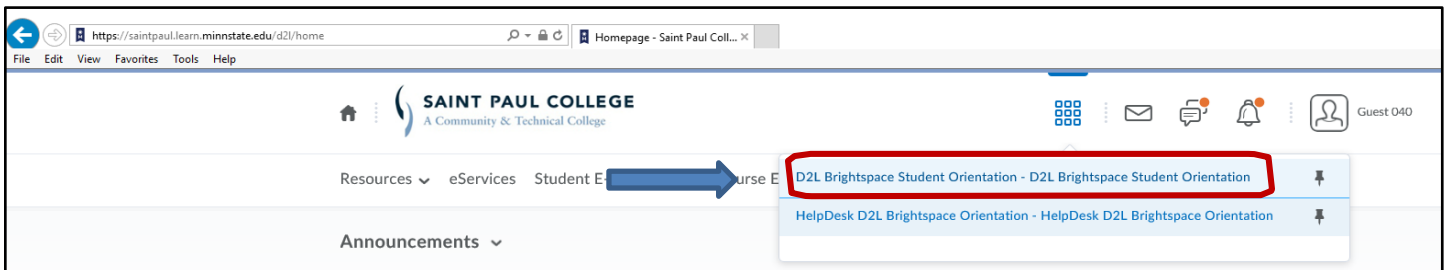 https://saintpaul.learn.minnstate.edu/d2l/home
Homepage - Saint Paul Coll...
File Edit View Favorites Tools Help
SAINT PAUL COLLEGE
A Community & Technical College
Guest 040
Resources eServices Student E
D2L Brightspace Student Orientation - D2L Brightspace Student Orientation
HelpDesk D2L Brightspace Orientation - HelpDesk D2L Brightspace Orientation
Announcements